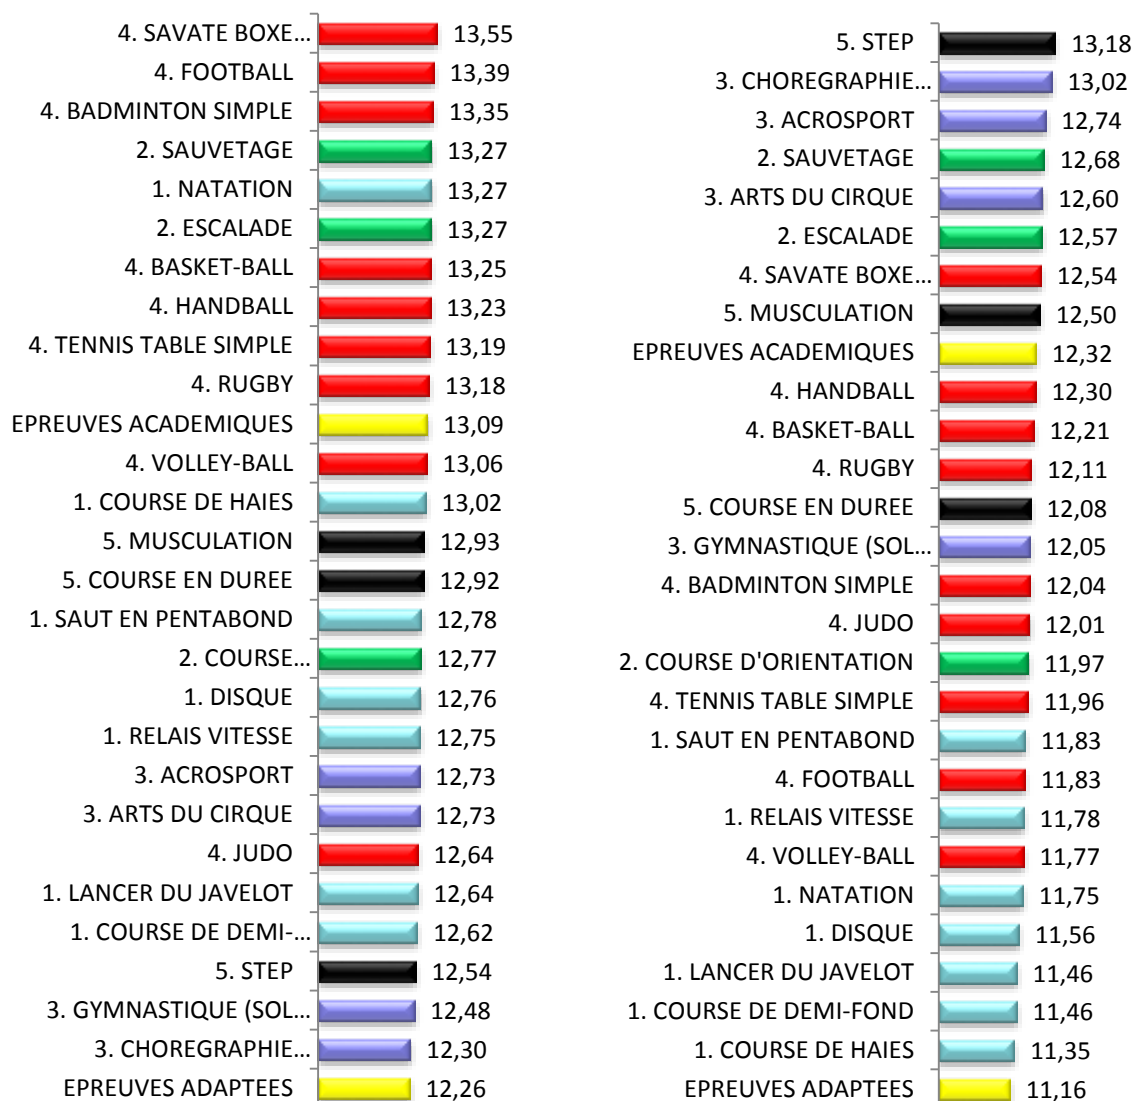 4. SAVATE BOXE... 13,55
4. FOOTBALL 13,39
4. BADMINTON SIMPLE 13,35
2. SAUVETAGE 13,27
1. NATATION 13,27
2. ESCALADE 13,27
4. BASKET-BALL 13,25
4. HANDBALL 13,23
4. TENNIS TABLE SIMPLE 13,19
4. RUGBY 13,18
EPREUVES ACADEMIQUES 13,09
4. VOLLEY-BALL 13,06
1. COURSE DE HAIES 13,02
5. MUSCULATION 12,93
5. COURSE EN DUREE 12,92
1. SAUT EN PENTABOND 12,78
2. COURSE... 12,77
1. DISQUE 12,76
1. RELAIS VITESSE 12,75
3. ACROSPORT 12,73
3. ARTS DU CIRQUE 12,73
4. JUDO 12,64
1. LANCER DU JAVELOT 12,64
1. COURSE DE DEMI-... 12,62
5. STEP 12,54
3. GYMNASTIQUE (SOL... 12,48
3. CHOREGRAPHIE... 12,30
EPREUVES ADAPTEES 12,26
5. STEP 13,18
3. CHOREGRAPHIE... 13,02
3. ACROSPORT 12,74
2. SAUVETAGE 12,68
3. ARTS DU CIRQUE 12,60
2. ESCALADE 12,57
4. SAVATE BOXE... 12,54
5. MUSCULATION 12,50
EPREUVES ACADEMIQUES 12,32
4. HANDBALL 12,30
4. BASKET-BALL 12,21
4. RUGBY 12,11
5. COURSE EN DUREE 12,08
3. GYMNASTIQUE (SOL... 12,05
4. BADMINTON SIMPLE 12,04
4. JUDO 12,01
2. COURSE D'ORIENTATION 11,97
4. TENNIS TABLE SIMPLE 11,96
1. SAUT EN PENTABOND 11,83
4. FOOTBALL 11,83
1. RELAIS VITESSE 11,78
4. VOLLEY-BALL 11,77
1. NATATION 11,75
1. DISQUE 11,56
1. LANCER DU JAVELOT 11,46
1. COURSE DE DEMI-FOND 11,46
1. COURSE DE HAIES 11,35
EPREUVES ADAPTEES 11,16